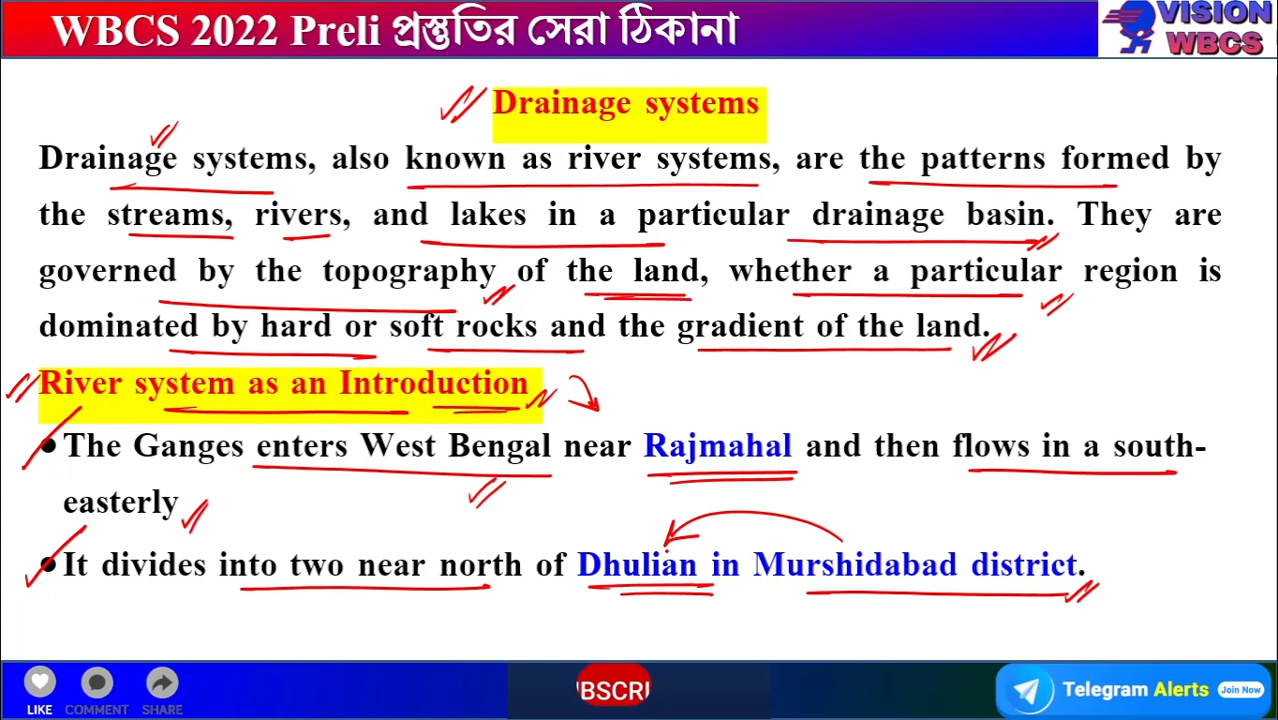 WBCS 2022 Preli প্রস্তুতির সেরা ঠিকানা
VISION
WBCS
Drainage systems
Drainage systems, also known as river systems, are the patterns formed by
the streams, rivers, and lakes in a particular drainage basin. They are
governed by the topography of the land, whether a particular region is
dominated by hard or soft rocks and the gradient of the land.
River system as an Introduction
•The Ganges enters West Bengal near Rajmahal and then flows in a south-
easterly
•It divides into two near north of Dhulian in Murshidabad district.
LIKE COMMENT SHARE
BSCRI
Telegram Alerts Join Now